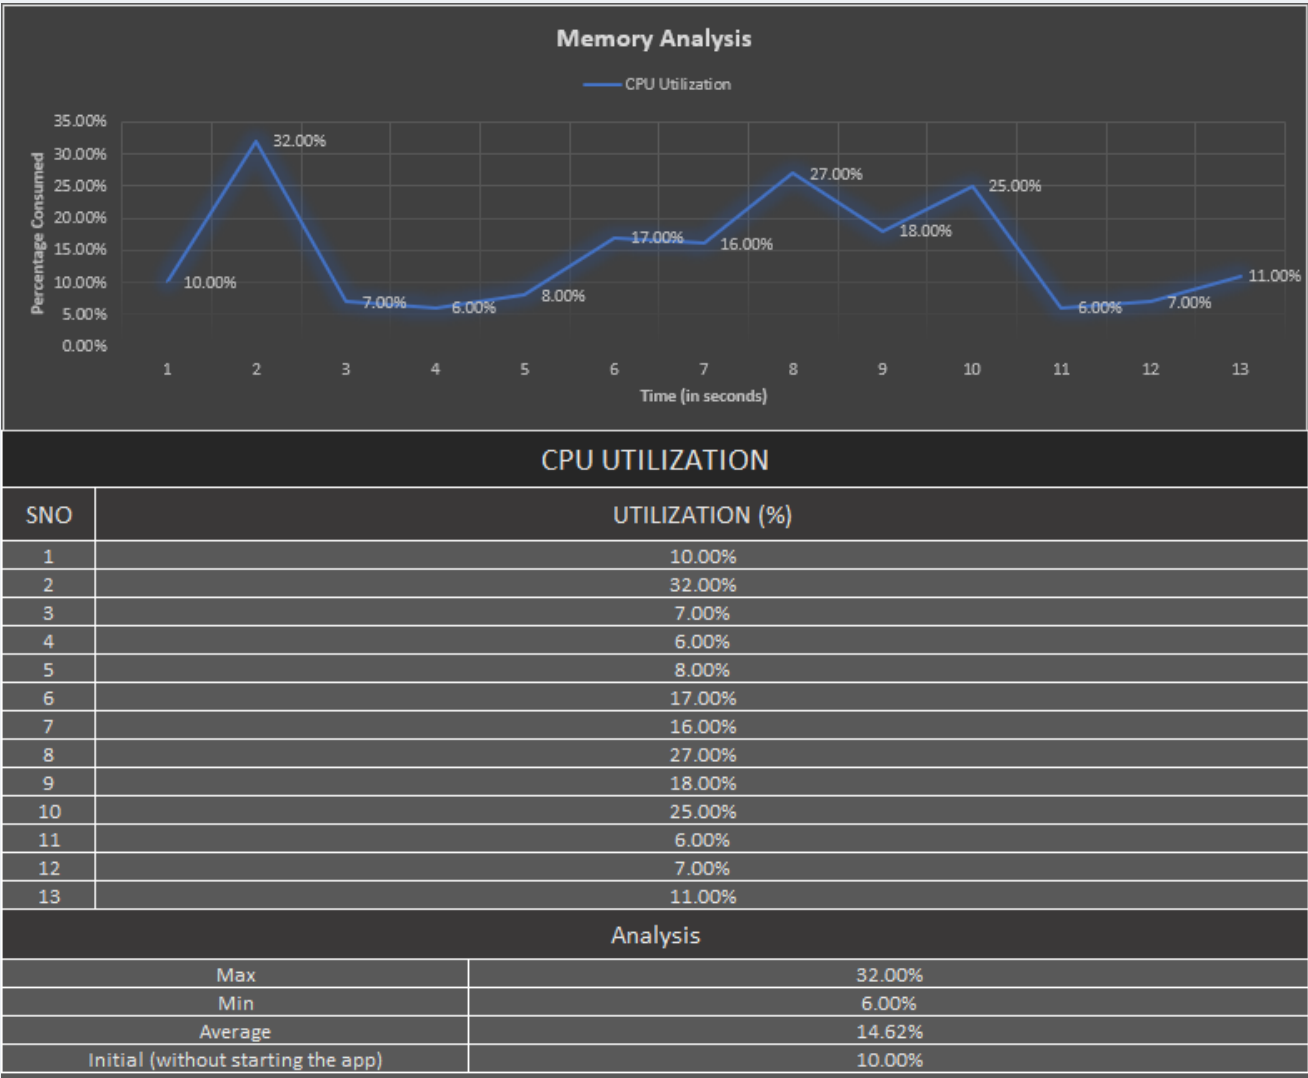 Memory Analysis
CPU Utilization
35.00%
30.00%
25.00%
20.00%
15.00%
10.00%
5.00%
0.00%
Percentage Consumed
10.00%
32.00%
7.00%
6.00%
8.00%
17.00%
16.00%
27.00%
18.00%
25.00%
6.00%
7.00%
11.00%
1 2 3 4 5 6 7 8 9 10 11 12 13
Time (in seconds)
CPU UTILIZATION
SNO UTILIZATION (%)
1 10.00%
2 32.00%
3 7.00%
4 6.00%
5 8.00%
6 17.00%
7 16.00%
8 27.00%
9 18.00%
10 25.00%
11 6.00%
12 7.00%
13 11.00%
Analysis
Max 32.00%
Min 6.00%
Average 14.62%
Initial (without starting the app) 10.00%